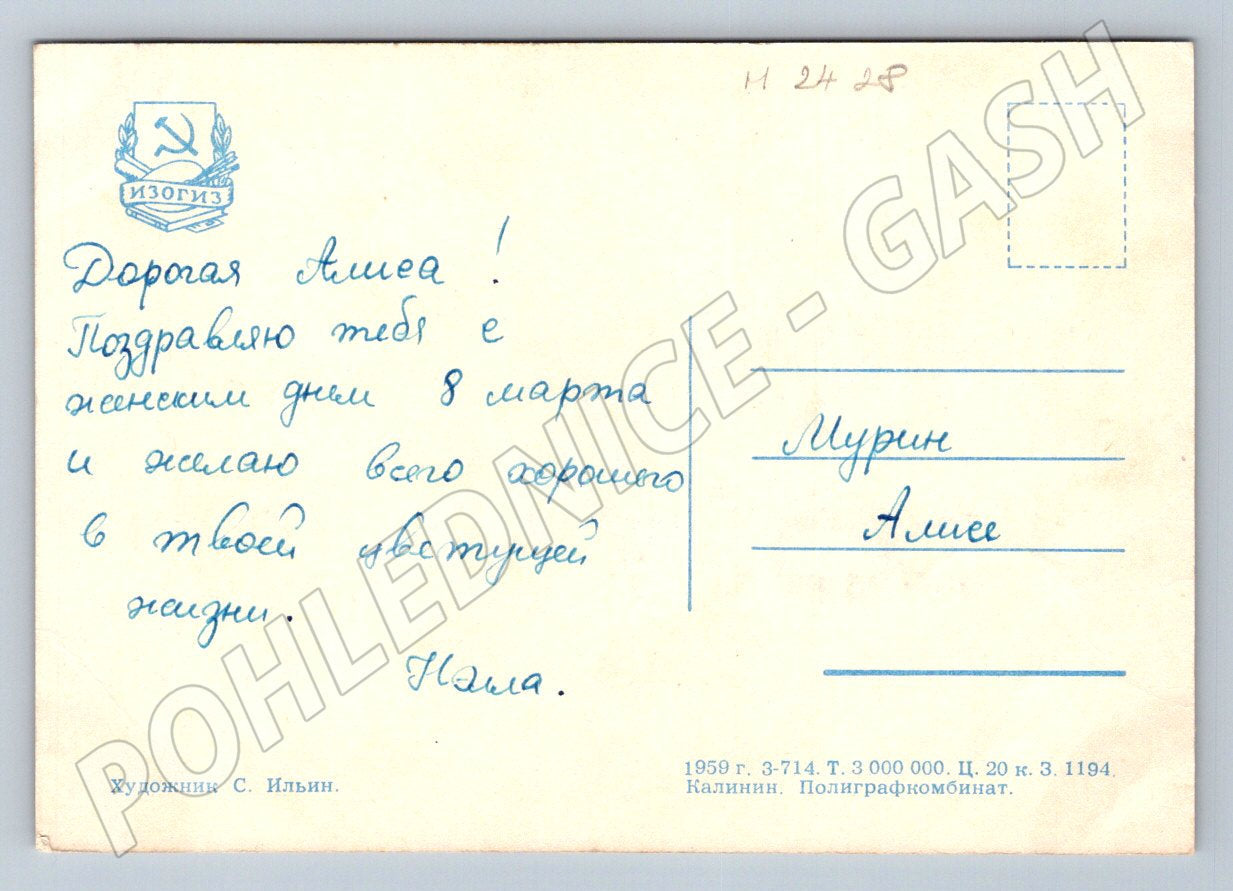 И 24 28
ИЗОГИЗ
Дорогая Алиса!
Поздравляю тебя с
женским днем 8 марта
и желаю всего хорошего
в твоей цветущей
жизни.
Нэла.
Мурин
Алисе
Художник С. Ильин.
1959 г. З-714. Т. 3 000 000. Ц. 20 к. З. 1194.
Калинин. Полиграфкомбинат.
POHLEDNICE - GASH